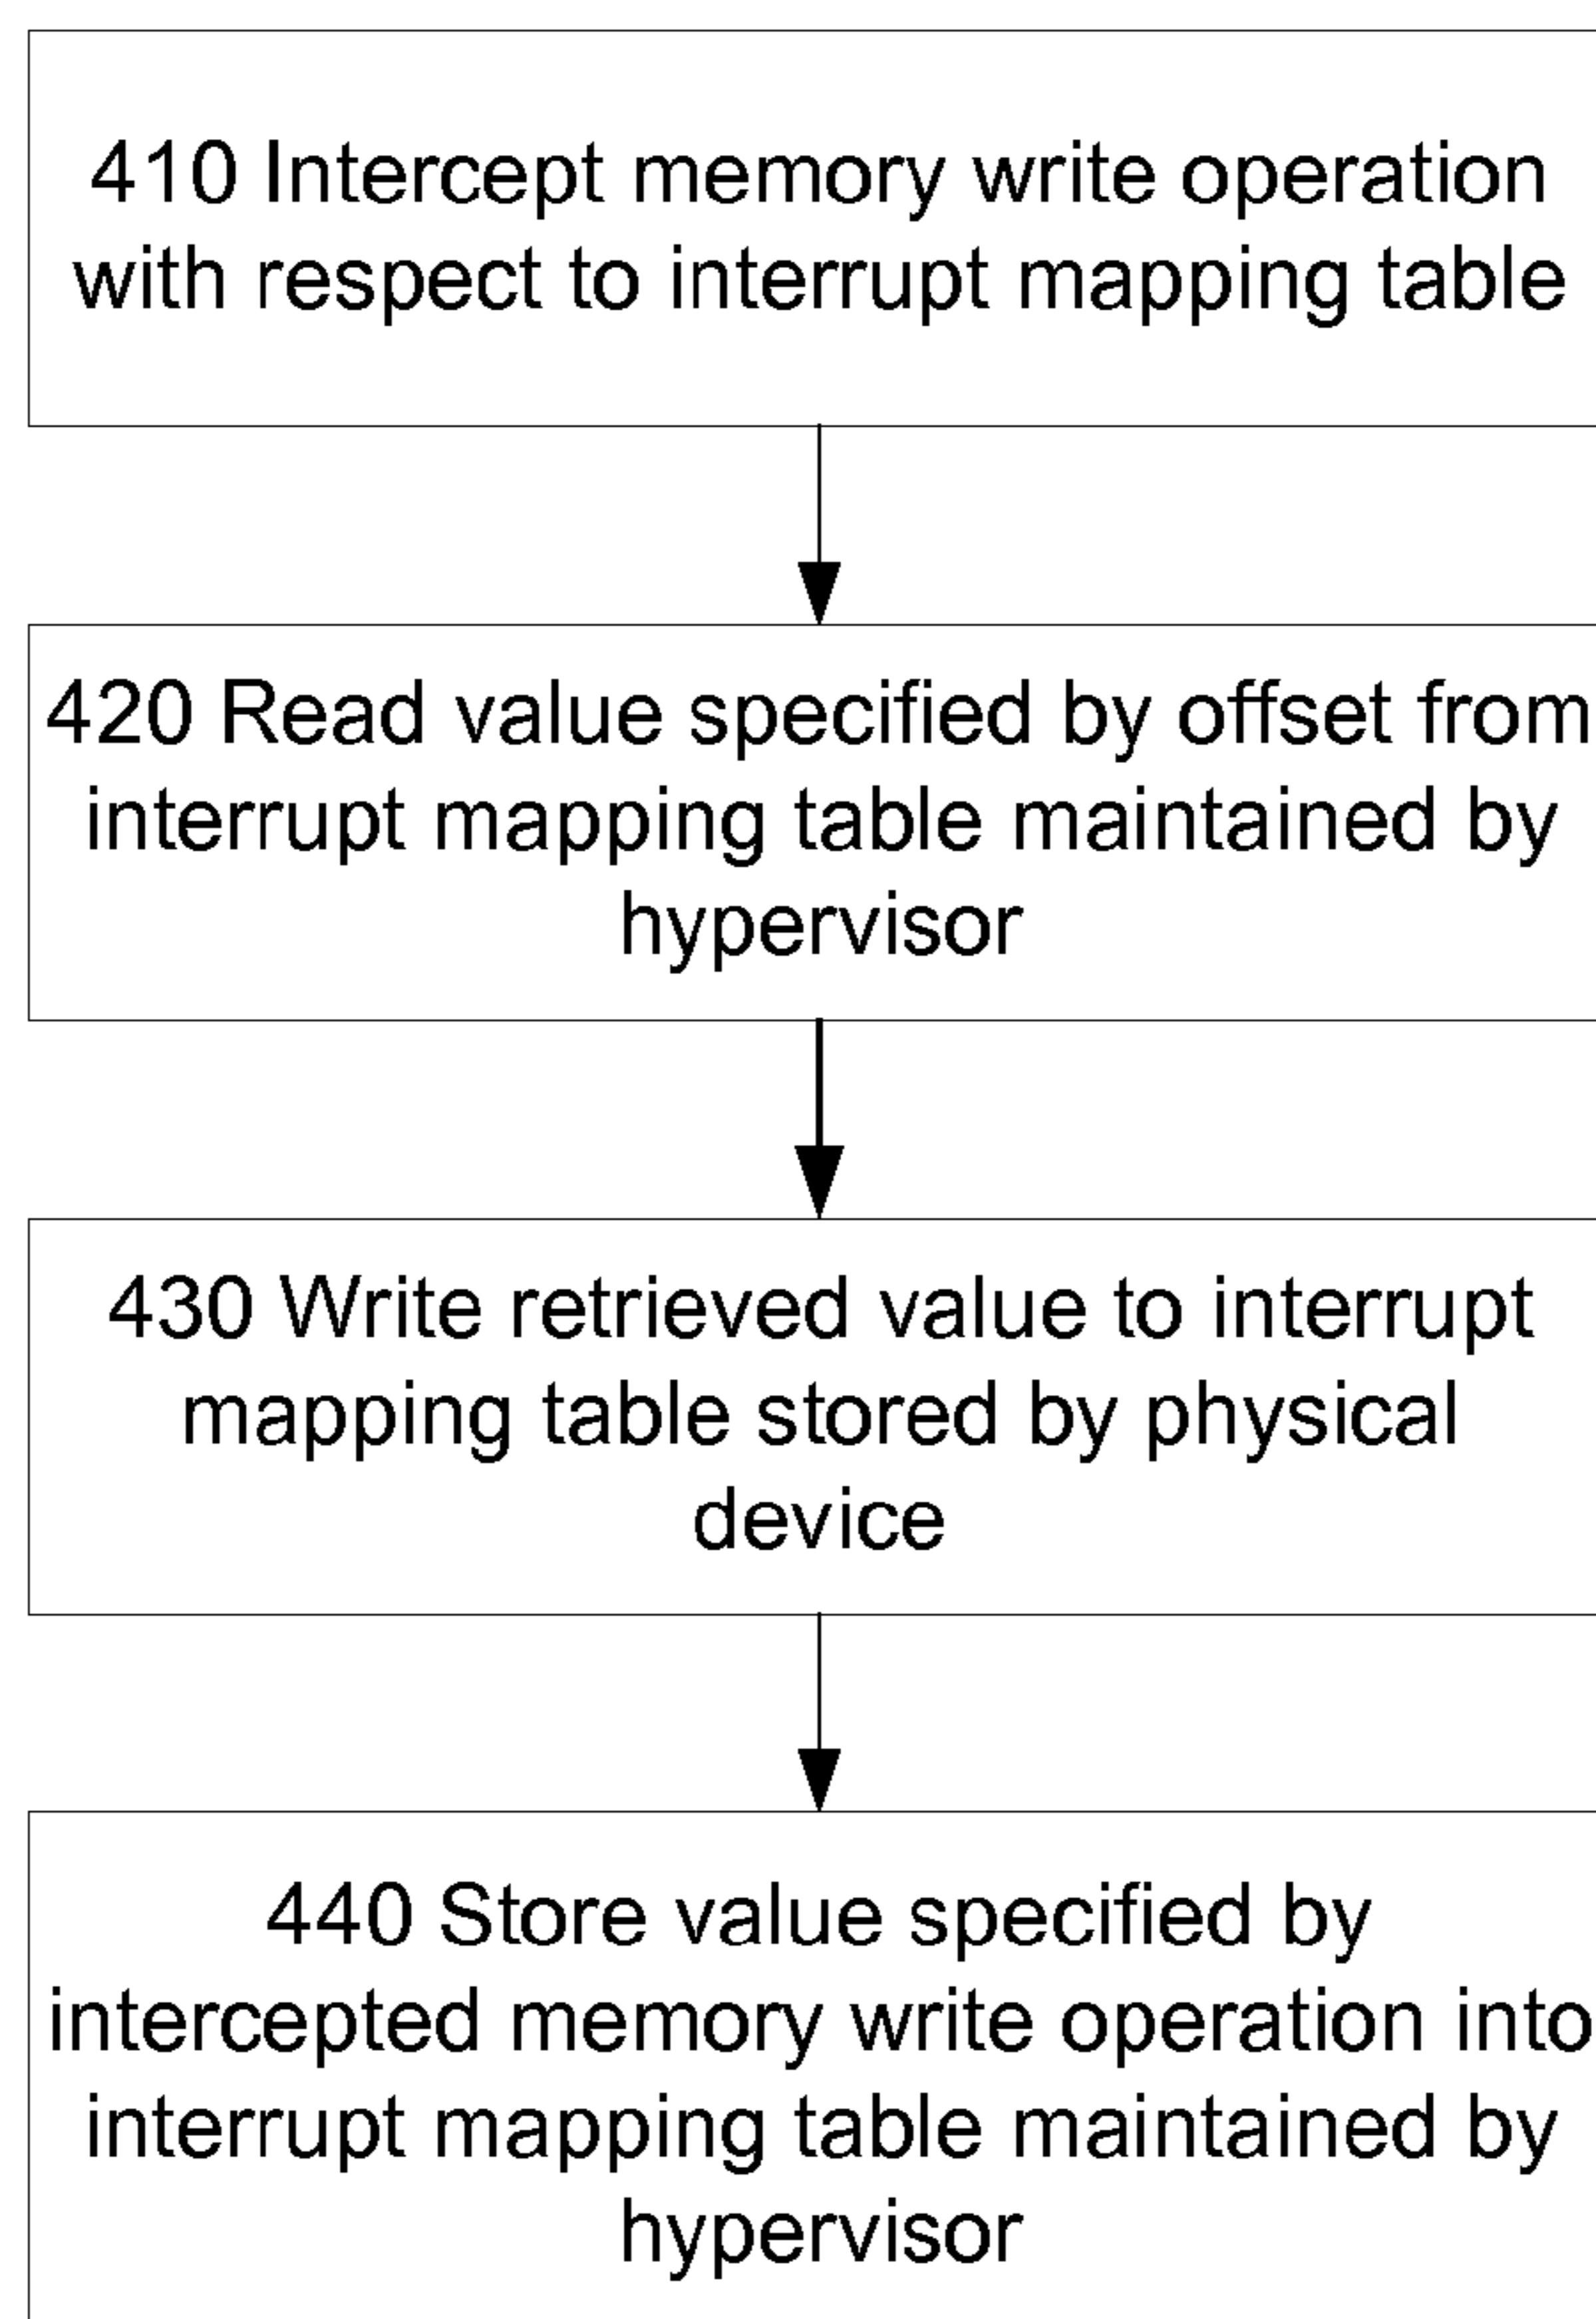 410 Intercept memory write operation
with respect to interrupt mapping table
420 Read value specified by offset from
interrupt mapping table maintained by
hypervisor
430 Write retrieved value to interrupt
mapping table stored by physical
device
440 Store value specified by
intercepted memory write operation into
interrupt mapping table maintained by
hypervisor